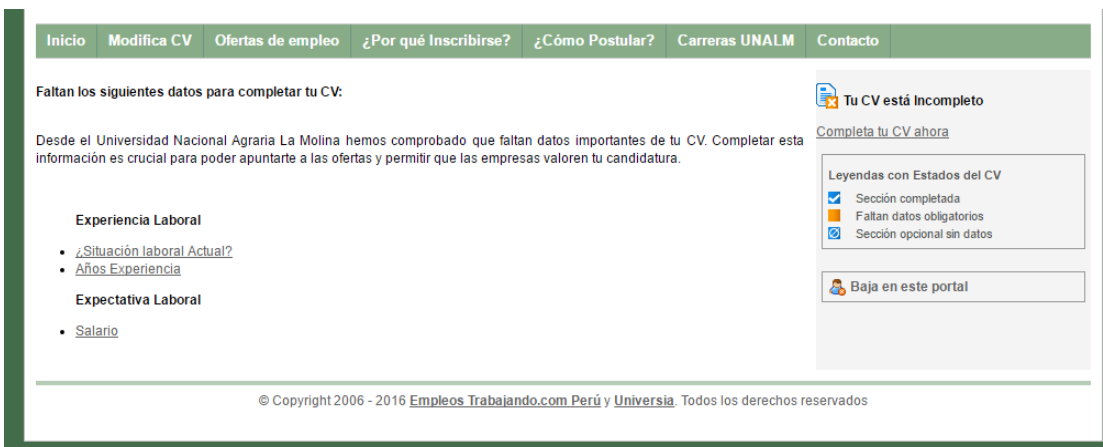 Inicio Modifica CV Ofertas de empleo ¿Por qué Inscribirse? ¿Cómo Postular? Carreras UNALM Contacto
Faltan los siguientes datos para completar tu CV:
Desde el Universidad Nacional Agraria La Molina hemos comprobado que faltan datos importantes de tu CV. Completar esta
información es crucial para poder apuntarte a las ofertas y permitir que las empresas valoren tu candidatura.
Experiencia Laboral
¿Situación laboral Actual?
Años Experiencia
Expectativa Laboral
Salario
Tu CV está Incompleto
Completa tu CV ahora
Leyendas con Estados del CV
Sección completada
Faltan datos obligatorios
Sección opcional sin datos
Baja en este portal
© Copyright 2006 - 2016 Empleos Trabajando.com Perú y Universia. Todos los derechos reservados